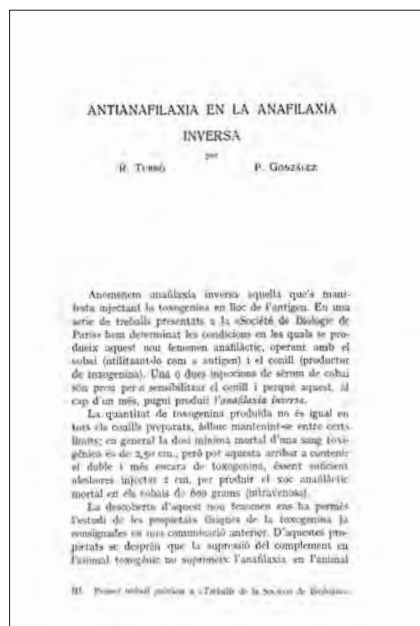 ANTIANAFILAXIA EN LA ANAFILAXIA
INVERSA
por
R. TURRÓ P. GONZÁLEZ
Anomenem anafilaxia inversa aquella que's mani-
festa injectant la toxogenina en lloc de l'antigen. En una
serie de treballs presentats a la «Société de Biologie de
Paris» hem determinat les condicions en les quals se pro-
dueix aquest nou fenomen anafilàctic, operant amb el
cobai (utilitzant-lo com a antigen) i el conill (productor
de toxogenina). Una o dues injeccions de sèrum de cobai
són prou per a sensibilitzar el conill i perquè aquest, al
cap d'un mes, pugui produir l'anafilaxia inversa.
La quantitat de toxogenina produïda no és igual en
tots els conills preparats, àdhuc mantenint-se entre certs
límits; en general la dosi mínima mortal d'una sang toxo-
gènica és de 2,50 cm., però pot aquesta arribar a contenir
el doble i més encara de toxogenina, éssent suficient
aleshores injectar 1 cm. per produir el xoc anafilàctic
mortal en els cobais de 600 grams (intravenosa).
La descoberta d'aquest nou fenomen ens ha permès
l'estudi de les propietats físiques de la toxogenina ja
consignades en una comunicació anterior. D'aquestes pro-
pietats se desprèn que la supressió del complement en
l'animal toxogènic no suprimeix l'anafilaxia en l'animal
III. Primer treball publicat a «Treballs de la Societat de Biologia».